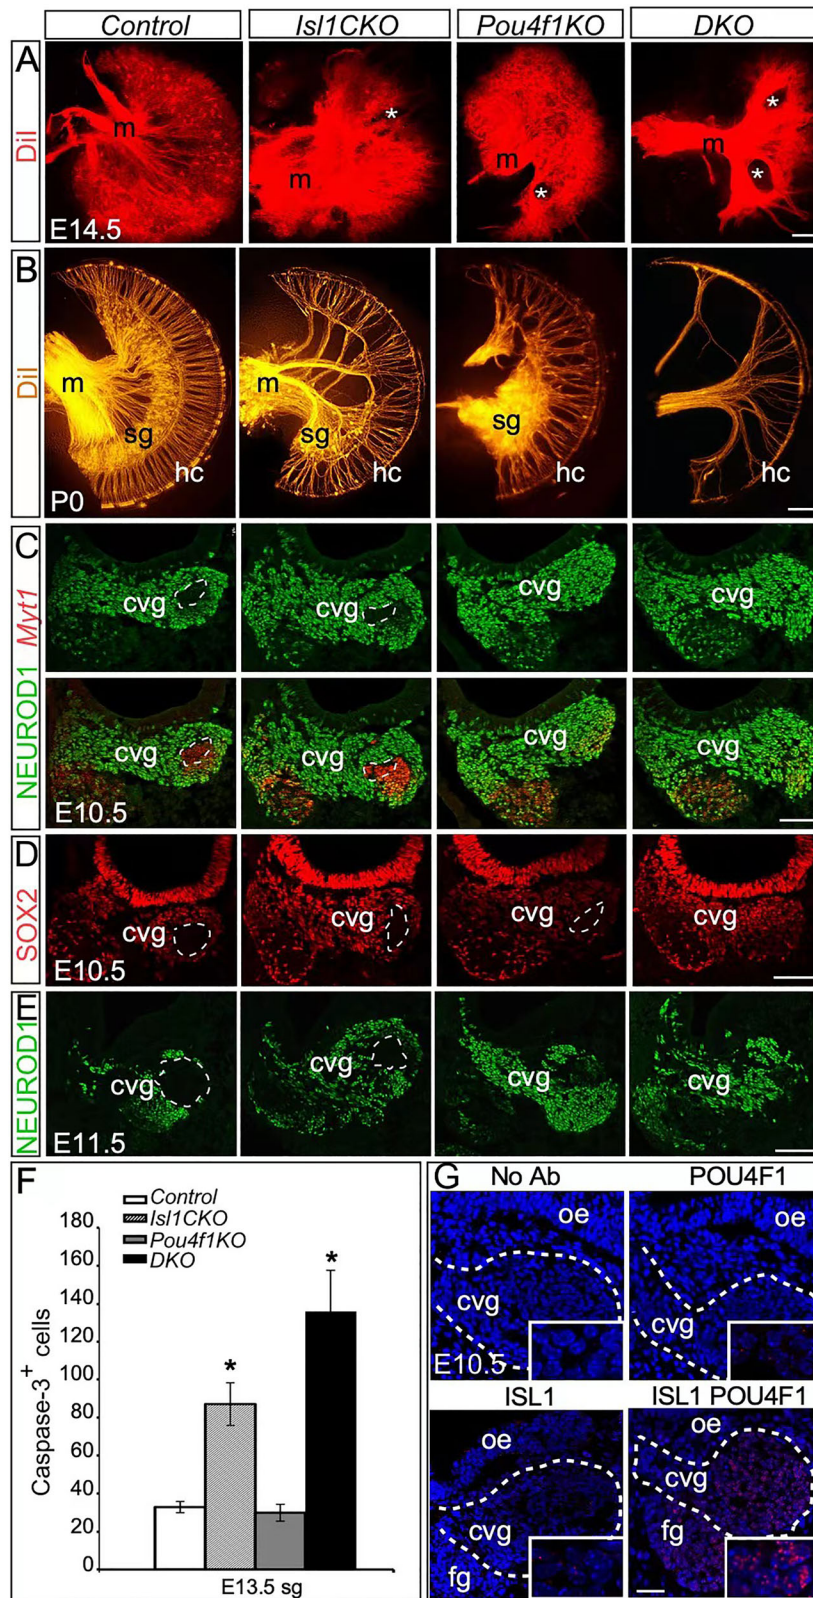 Control Isl1CKO Pou4f1KO DKO
A
DiI
m m m m
* * * *
E14.5
B
DiI
m m
sg sg sg
hc hc hc
P0
C
NEUROD1 Myt1
cvg cvg cvg cvg
cvg cvg cvg cvg
E10.5
D
SOX2
cvg cvg cvg cvg
E10.5
E
NEUROD1
cvg cvg cvg cvg
E11.5
F
Control
Isl1CKO
Pou4f1KO
DKO
Caspase-3+ cells
180
160
140
120
100
80
60
40
20
0
* *
E13.5 sg
G
No Ab POU4F1
oe oe
cvg cvg
E10.5
ISL1 ISL1 POU4F1
oe oe
cvg cvg
fg fg